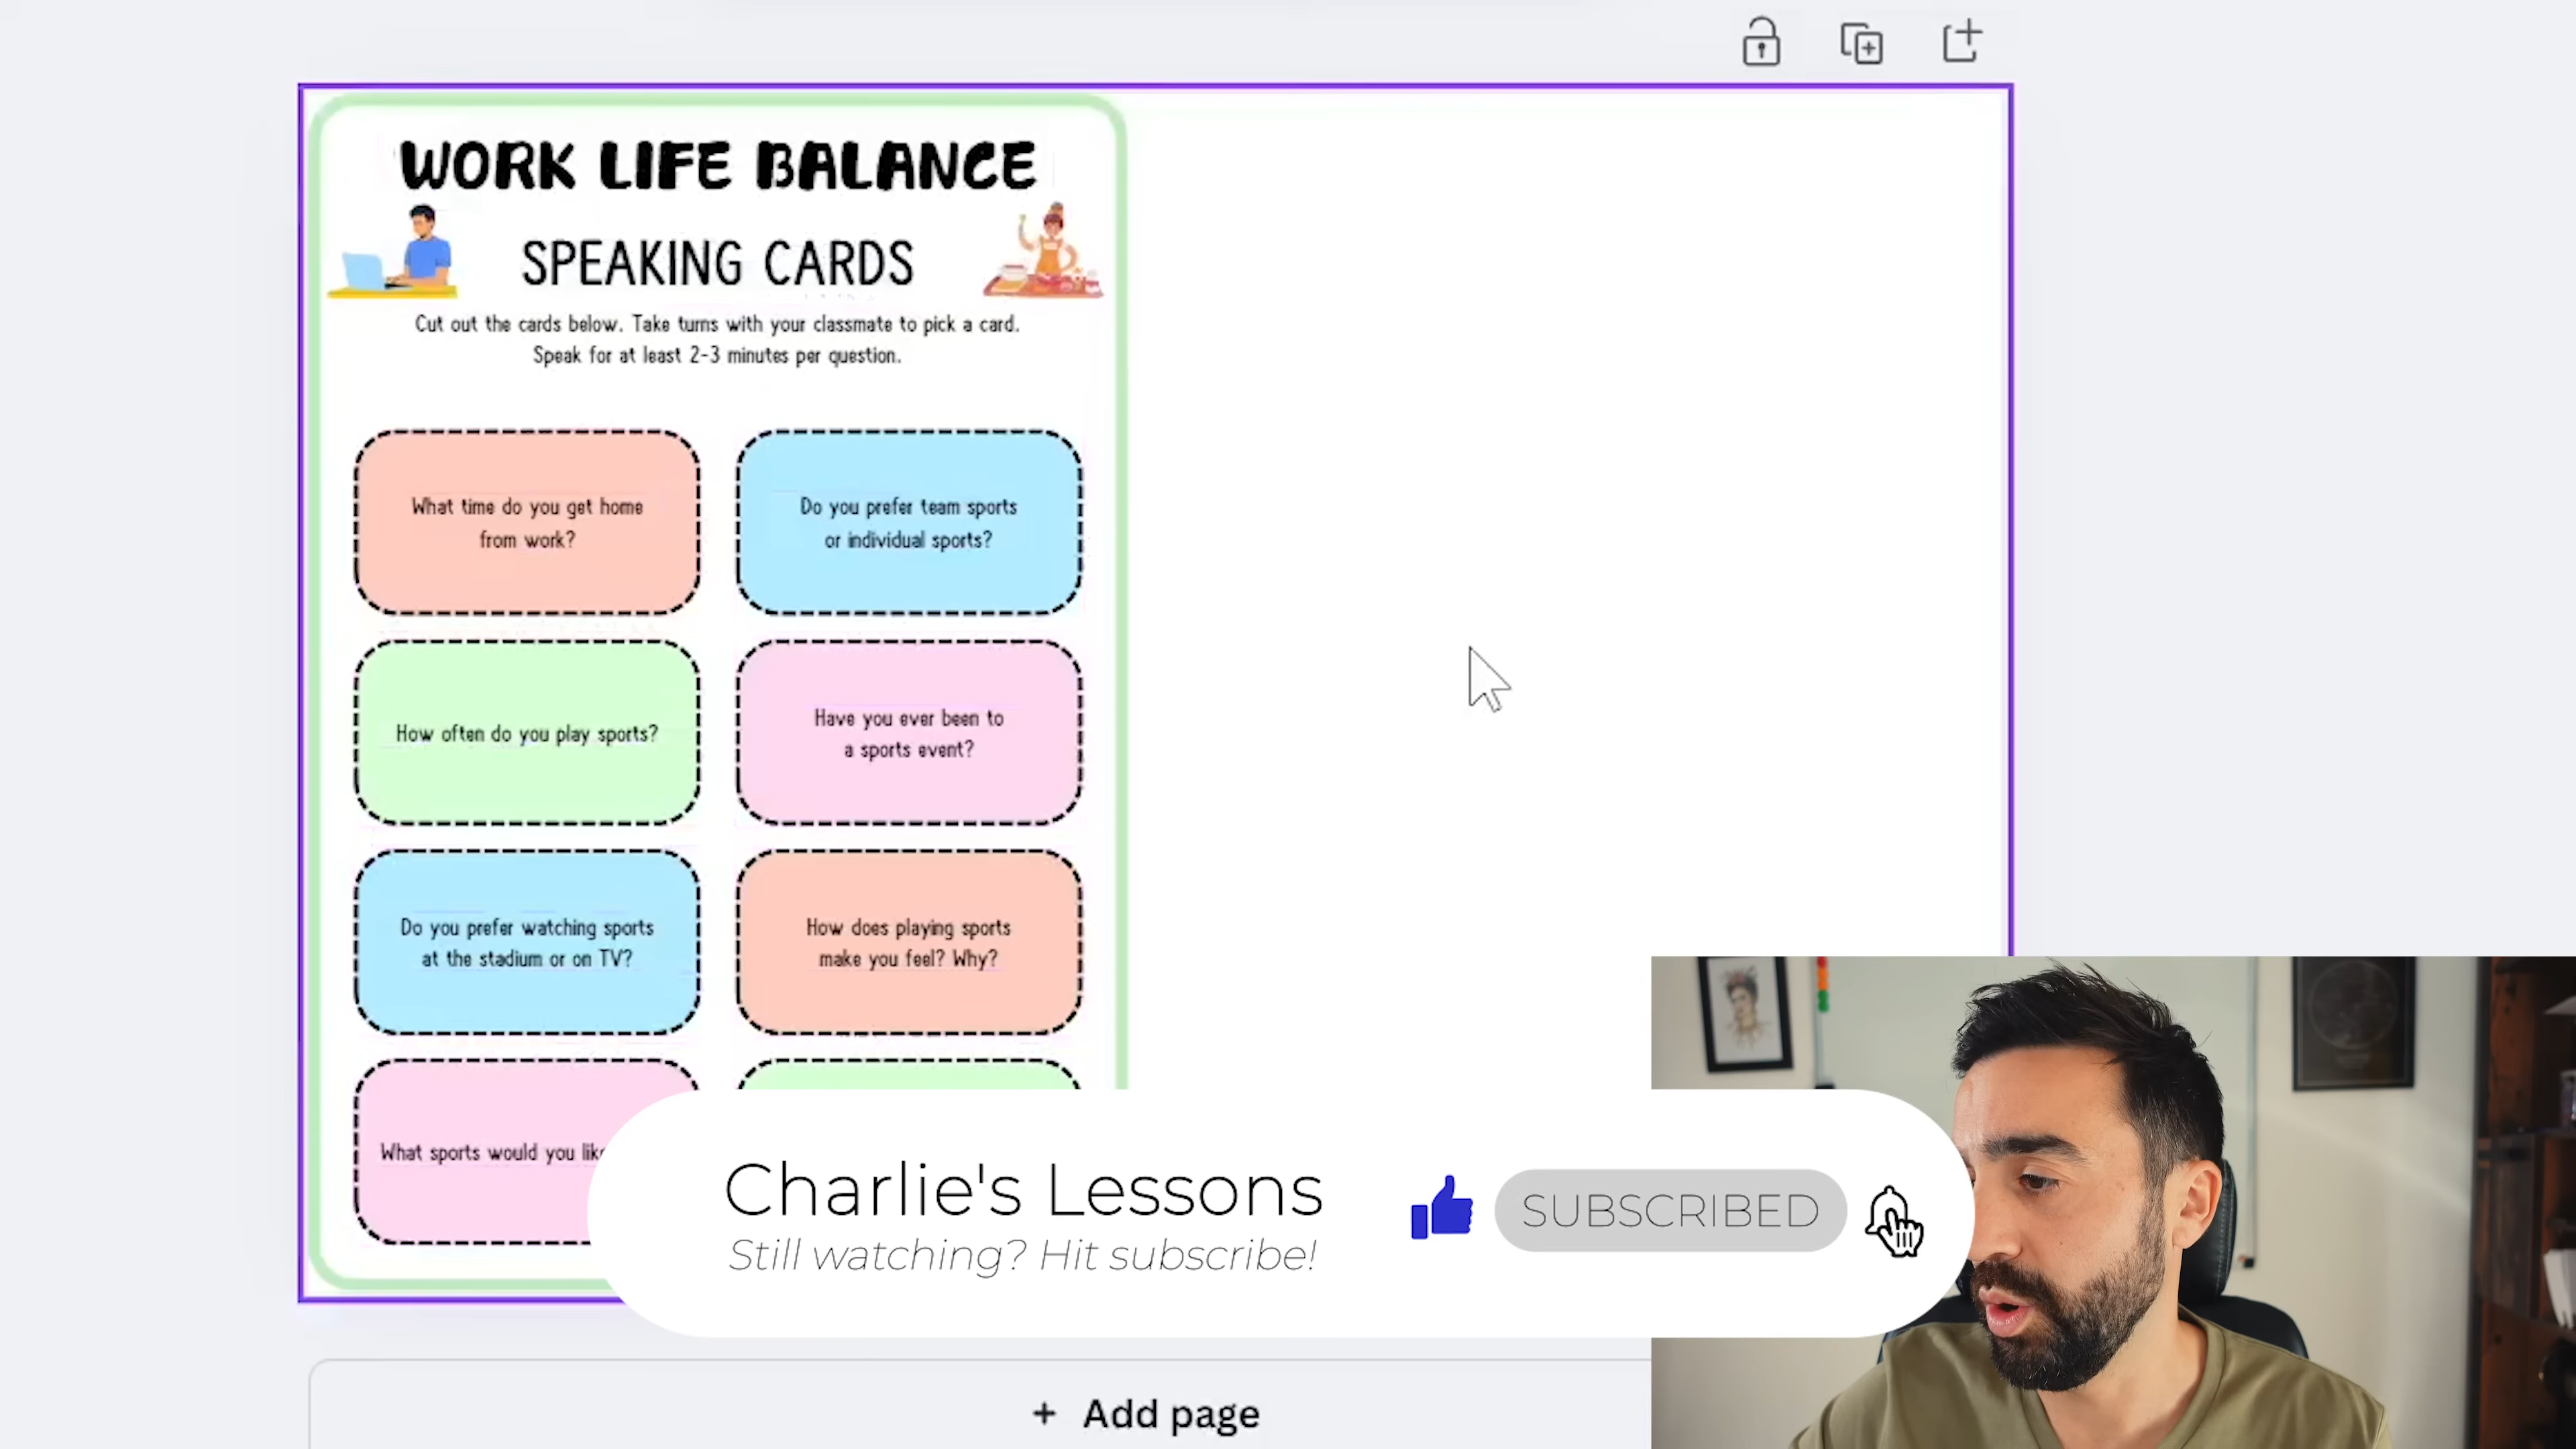 WORK LIFE BALANCE
SPEAKING CARDS
Cut out the cards below. Take turns with your classmate to pick a card.
Speak for at least 2-3 minutes per question.
What time do you get home
from work?
Do you prefer team sports
or individual sports?
How often do you play sports?
Have you ever been to
a sports event?
Do you prefer watching sports
at the stadium or on TV?
How does playing sports
make you feel? Why?
What sports would you
Charlie's Lessons
Still watching? Hit subscribe!
SUBSCRIBED
+ Add page